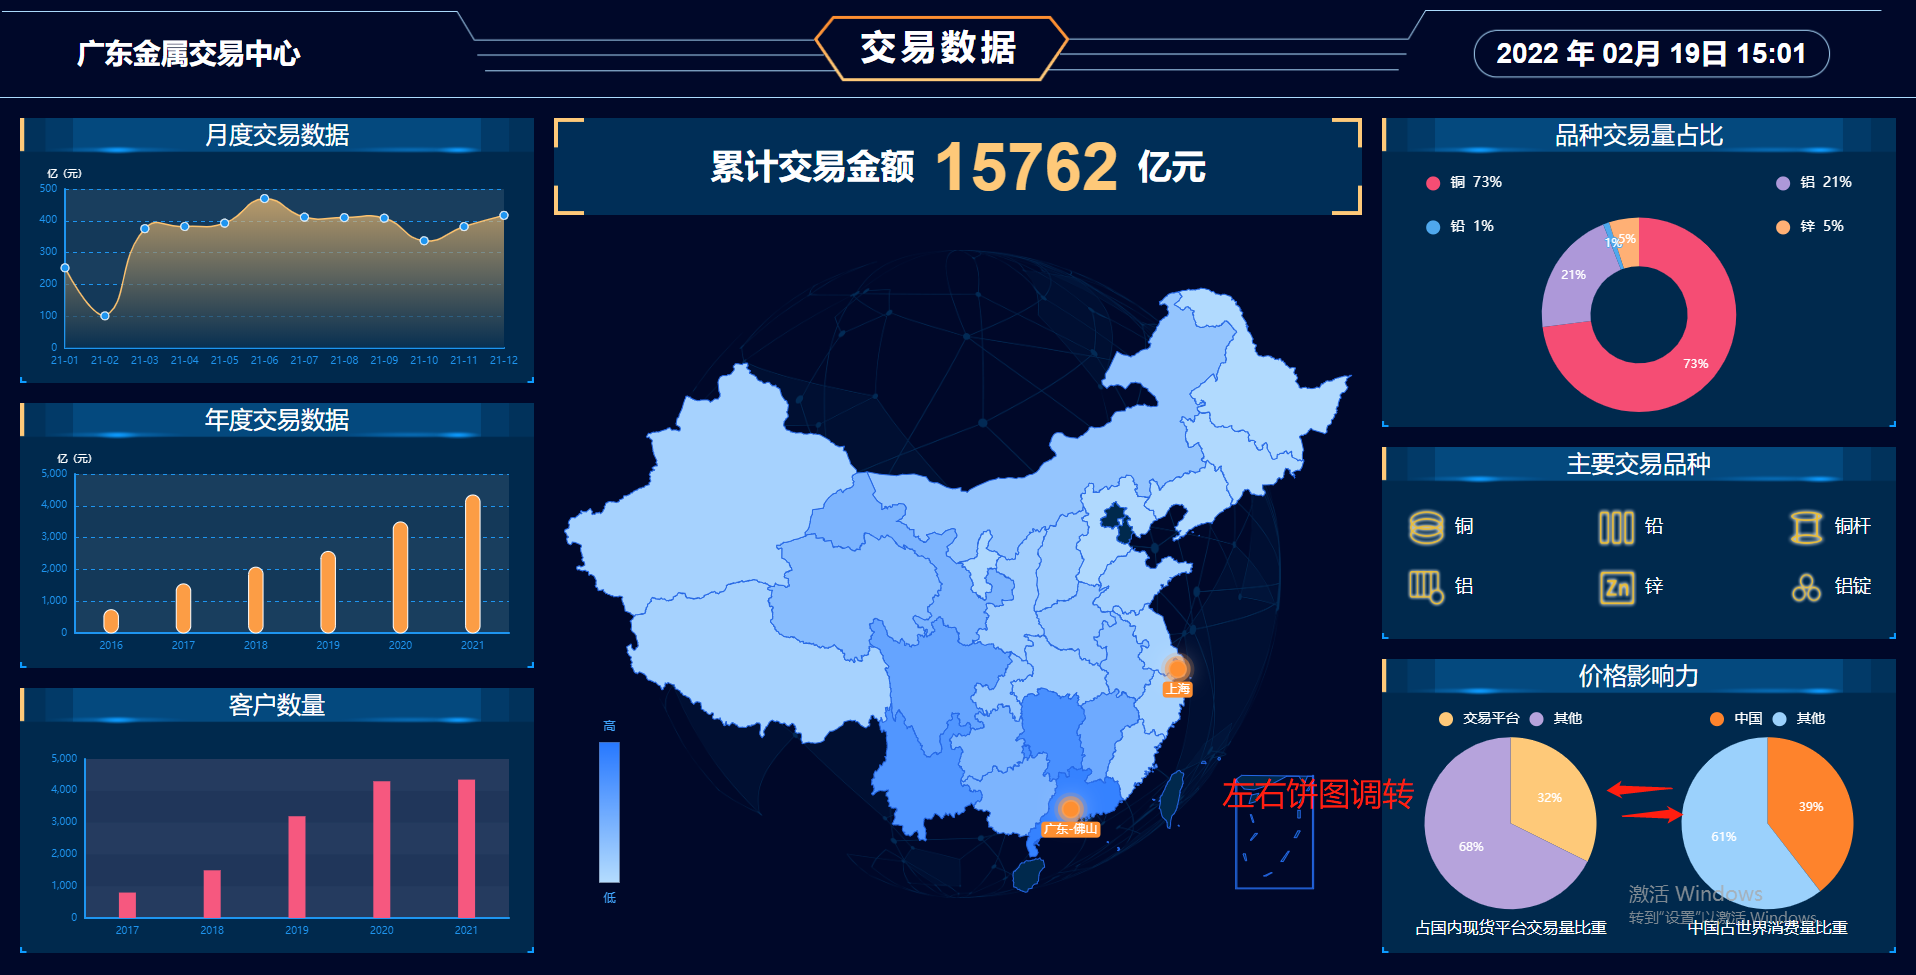 广东金属交易中心
交易数据
2022 年 02月 19日 15:01
月度交易数据
亿 (元)
500
400
300
200
100
0
21-01 21-02 21-03 21-04 21-05 21-06 21-07 21-08 21-09 21-10 21-11 21-12
年度交易数据
亿 (元)
5,000
4,000
3,000
2,000
1,000
0
2016 2017 2018 2019 2020 2021
客户数量
5,000
4,000
3,000
2,000
1,000
0
2017 2018 2019 2020 2021
累计交易金额 15762 亿元
上海
广东-佛山
高
低
左右饼图调转
品种交易量占比
铜 73%
铝 21%
铅 1%
锌 5%
1%
5%
21%
73%
主要交易品种
铜
铅
铜杆
铝
Zn
锌
铝锭
价格影响力
交易平台 其他
中国 其他
32%
68%
39%
61%
激活 Windows
转到"设置"以激活 Windows。
占国内现货平台交易量比重
中国占世界消费量比重